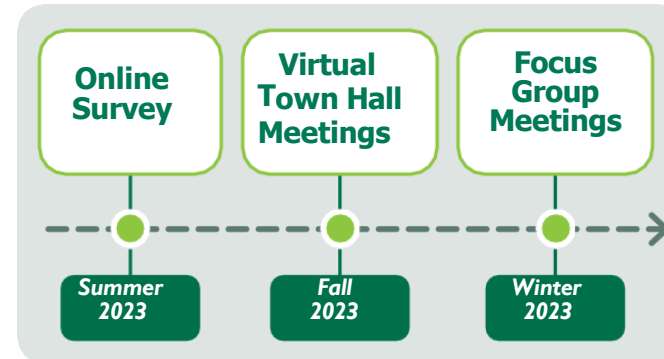 Online
Survey
Virtual
Town Hall
Meetings
Focus
Group
Meetings
Summer
2023
Fall
2023
Winter
2023